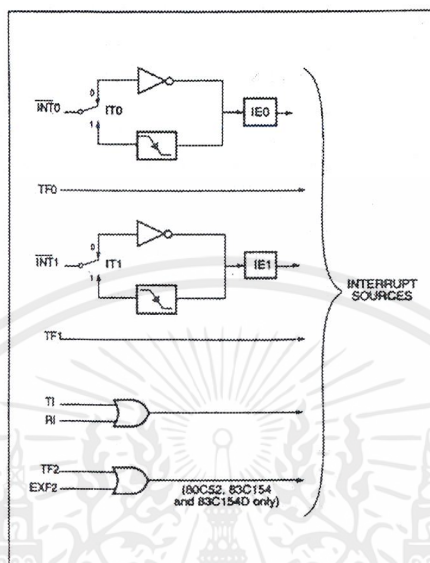 0
INT0
IT0
1
IE0
TF0
0
INT1
IT1
1
IE1
INTERRUPT
SOURCES
TF1
TI
RI
TF2
EXF2
(80C52, 83C154
and 83C154D only)